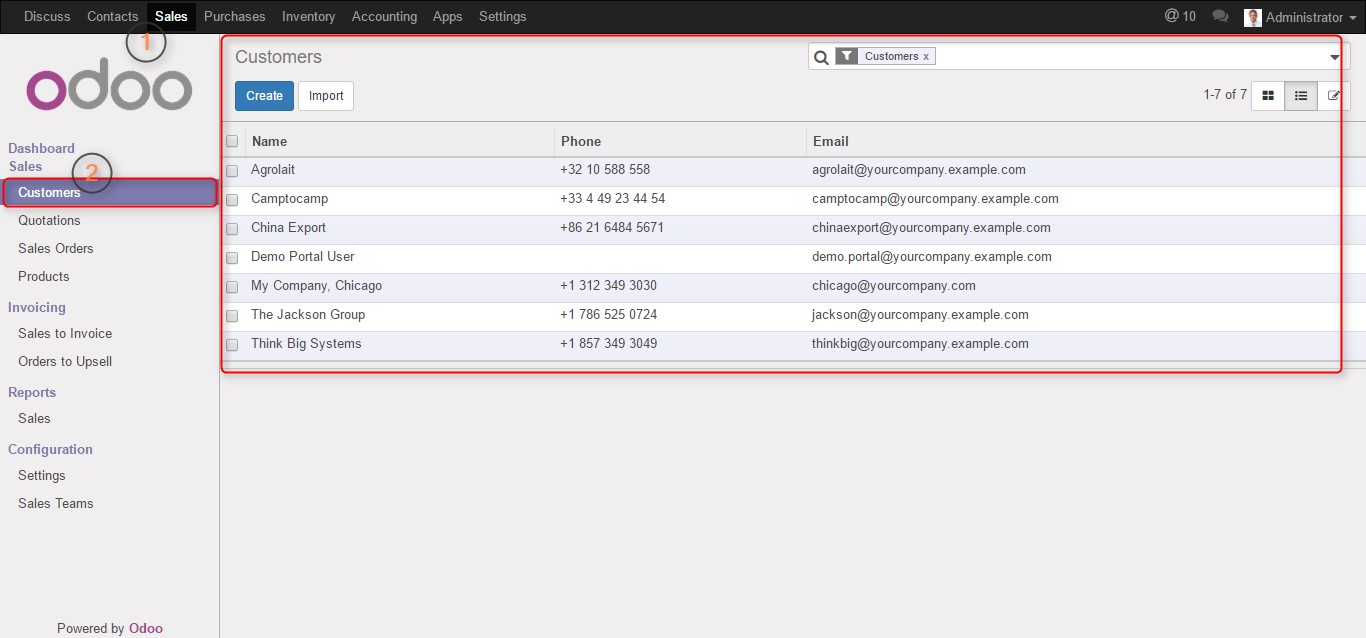 Discuss Contacts Sales Purchases Inventory Accounting Apps Settings @ 10 Administrator
1
odoo
Dashboard
Sales
2
Customers
Quotations
Sales Orders
Products
Invoicing
Sales to Invoice
Orders to Upsell
Reports
Sales
Configuration
Settings
Sales Teams
Powered by Odoo
Customers
Customers x
Create Import
1-7 of 7
Name Phone Email
Agrolait +32 10 588 558 agrolait@yourcompany.example.com
Camptocamp +33 4 49 23 44 54 camptocamp@yourcompany.example.com
China Export +86 21 6484 5671 chinaexport@yourcompany.example.com
Demo Portal User demo.portal@yourcompany.example.com
My Company, Chicago +1 312 349 3030 chicago@yourcompany.com
The Jackson Group +1 786 525 0724 jackson@yourcompany.example.com
Think Big Systems +1 857 349 3049 thinkbig@yourcompany.example.com